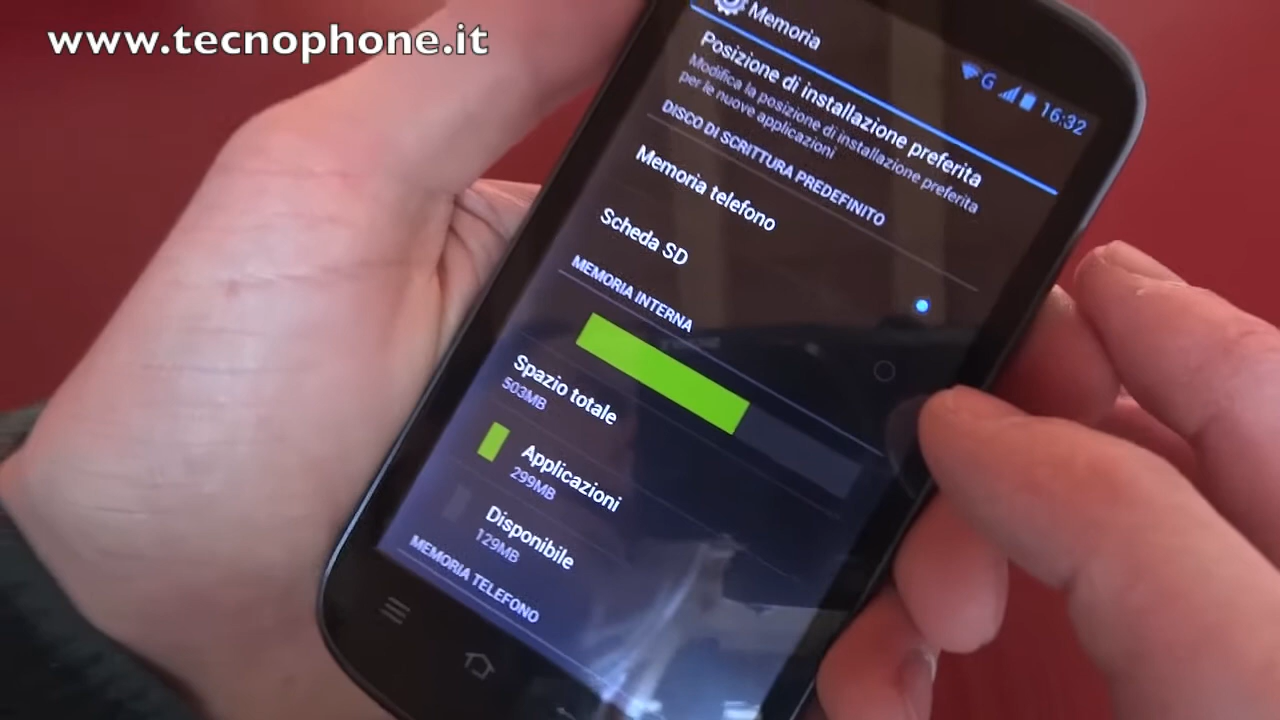 www.tecnophone.it
Memoria
G 16:32
Posizione di installazione preferita
Modifica la posizione di installazione preferita
per le nuove applicazioni
DISCO DI SCRITTURA PREDEFINITO
Memoria telefono
Scheda SD
MEMORIA INTERNA
Spazio totale
503MB
Applicazioni
299MB
Disponibile
129MB
MEMORIA TELEFONO